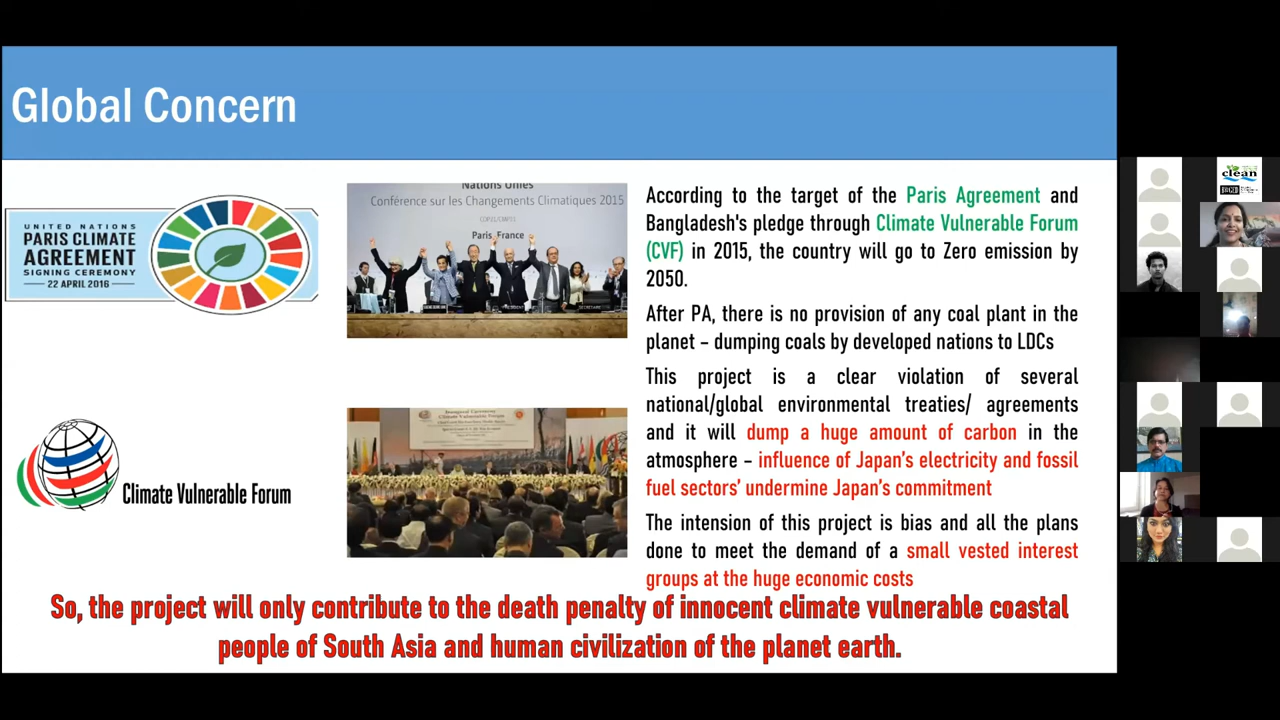 Global Concern
UNITED NATIONS
PARIS CLIMATE
AGREEMENT
SIGNING CEREMONY
22 APRIL 2016
Nations Unies
Conférence sur les Changements Climatiques 2015
COP21/CMP11
Paris, France
According to the target of the Paris Agreement and
Bangladesh's pledge through Climate Vulnerable Forum
(CVF) in 2015, the country will go to Zero emission by
2050.
After PA, there is no provision of any coal plant in the
planet – dumping coals by developed nations to LDCs
This project is a clear violation of several
national/global environmental treaties/ agreements
and it will dump a huge amount of carbon in the
atmosphere – influence of Japan's electricity and fossil
fuel sectors' undermine Japan's commitment
The intension of this project is bias and all the plans
done to meet the demand of a small vested interest
groups at the huge economic costs
Inaugural Ceremony
Climate Vulnerable Forum
Climate Vulnerable Forum
So, the project will only contribute to the death penalty of innocent climate vulnerable coastal
people of South Asia and human civilization of the planet earth.
clean